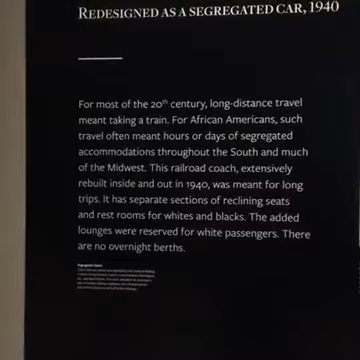 Redesigned as a segregated car, 1940
For most of the 20th century, long-distance travel
meant taking a train. For African Americans, such
travel often meant hours or days of segregated
accommodations throughout the South and much
of the Midwest. This railroad coach, extensively
rebuilt inside and out in 1940, was meant for long
trips. It has separate sections of reclining seats
and rest rooms for whites and blacks. The added
lounges were reserved for white passengers. There
are no overnight berths.